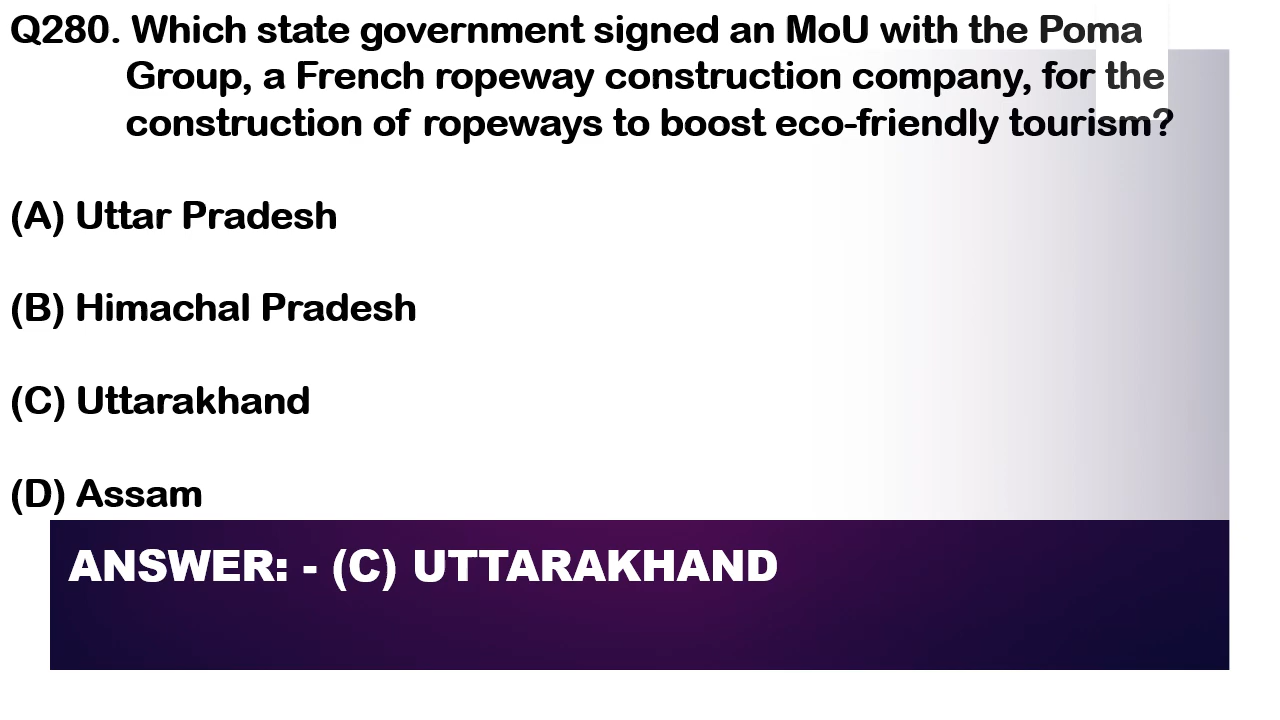 Q280. Which state government signed an MoU with the Poma
Group, a French ropeway construction company, for the
construction of ropeways to boost eco-friendly tourism?
(A) Uttar Pradesh
(B) Himachal Pradesh
(C) Uttarakhand
(D) Assam
ANSWER: - (C) UTTARAKHAND